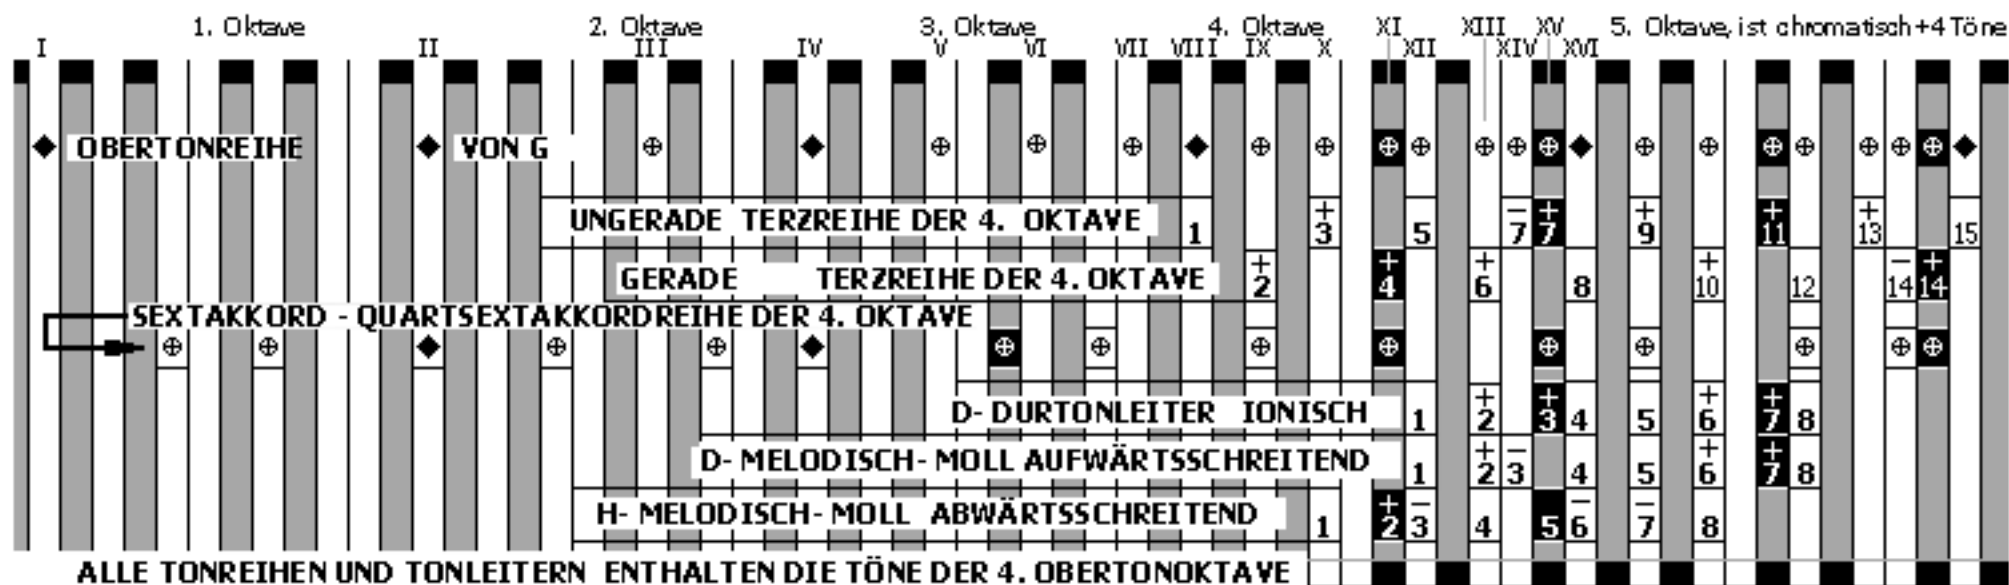 1. Oktave 2. Oktave 3. Oktave 4. Oktave XI XIII XV 5. Oktave, ist chromatisch +4 Töne
I II III IV V VI VII VIII IX X XII XIV XVI
OBERTONREIHE VON G
UNGERADE TERZREIHE DER 4. OKTAVE 1 +3 5 -7 +7 +9 +11 +13 15
GERADE TERZREIHE DER 4. OKTAVE +2 +4 +6 8 +10 12 -14 +14
SEXTAKKORD - QUARTSEXTAKKORDREIHE DER 4. OKTAVE
D- DURTONLEITER IONISCH 1 +2 +3 4 5 +6 +7 8
D- MELODISCH- MOLL AUFWÄRTSSCHREITEND 1 +2 -3 4 5 +6 +7 8
H- MELODISCH- MOLL ABWÄRTSSCHREITEND 1 +2 -3 4 5 -6 -7 8
ALLE TONREIHEN UND TONLEITERN ENTHALTEN DIE TÖNE DER 4. OBERTONOKTAVE